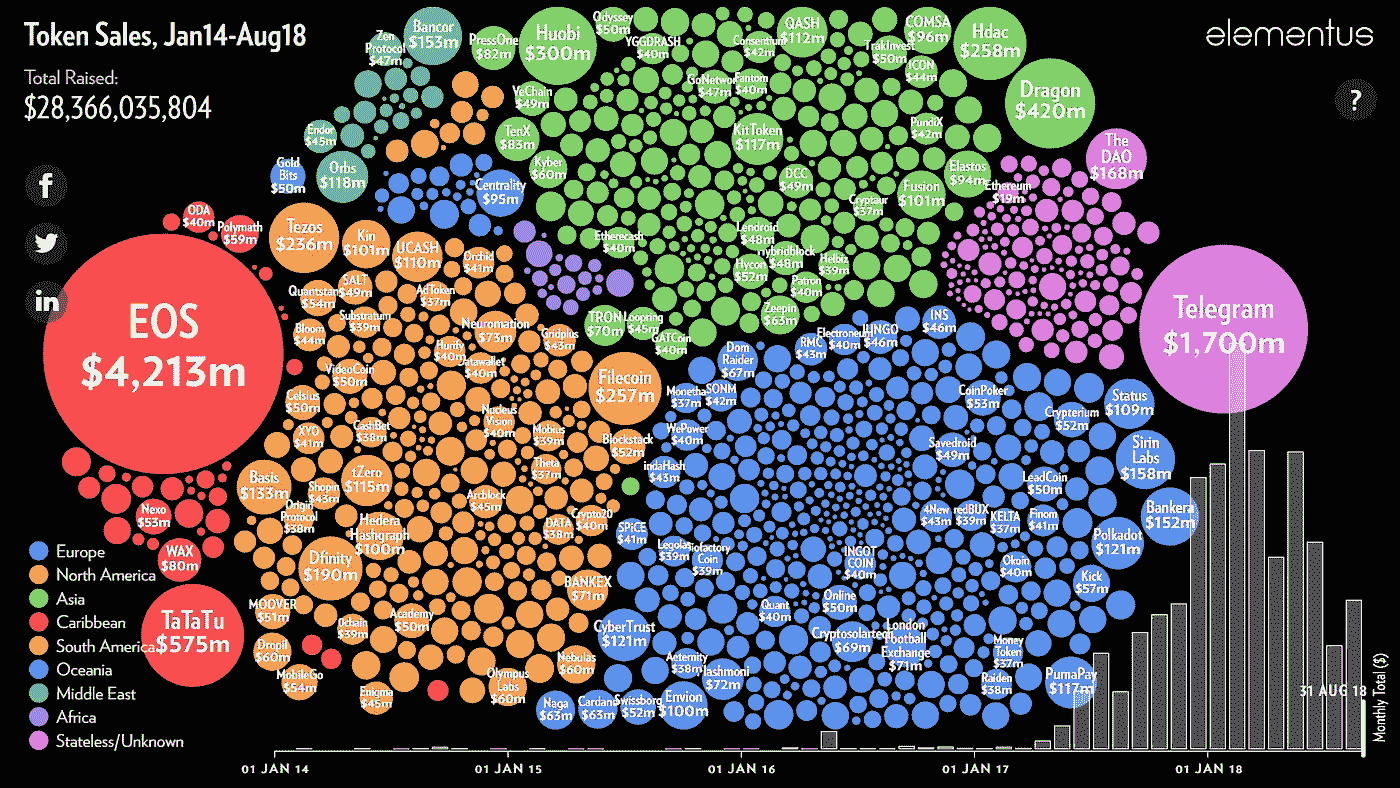 Token Sales, Jan14-Aug18
Total Raised:
$28,366,035,804
elementus
?
f
in
Zen
Protocol
$47m
Bancor
$153m
PressOne
$82m
Huobi
$300m
Odyssey
$50m
YGGDRASH
$40m
Consentium
$42m
QASH
$112m
TrakInvest
$50m
COMSA
$96m
ICON
$44m
Hdac
$258m
Dragon
$420m
VeChain
$49m
GoNetwor
$47m
Fantom
$40m
Endor
$45m
TenX
$83m
KitToken
$117m
PundiX
$42m
The
DAO
$168m
Gold
Bits
$50m
Orbs
$118m
Kyber
$60m
Centrality
$95m
DCC
$49m
Elastos
$94m
Ethereum
$19m
Fusion
$101m
Cryptaur
$37m
ODA
$40m
Polymath
$59m
Tezos
$236m
Kin
$101m
UCASH
$110m
Orchid
$41m
Etherecash
$40m
Lendroid
$48m
Hybridblock
$48m
Helbiz
$39m
Hycon
$52m
Patron
$40m
Quantstan
$54m
SALT
$49m
AdToken
$37m
EOS
$4,213m
Telegram
$1,700m
Substratum
$39m
Bloom
$44m
Neuromation
$73m
Hurify
$40m
Gridplus
$43m
TRON
$70m
Loopring
$45m
GATCoin
$40m
Zeepin
$63m
Electroneum
$40m
JUNGO
$46m
INS
$46m
RMC
$43m
Dom
Raider
$67m
VideoCoin
$50m
Datawallet
$40m
Filecoin
$257m
Celsius
$50m
Monetha
$37m
SONM
$42m
CoinPoker
$53m
Status
$109m
Crypterium
$52m
Nucleus
Vision
$40m
XYO
$41m
CashBet
$38m
Mobius
$39m
Blockstack
$52m
WePower
$40m
Savedroid
$49m
Sirin
Labs
$158m
Basis
$133m
Shopin
$43m
tZero
$115m
Theta
$37m
indaHash
$43m
LeadCoin
$50m
Arcblock
$45m
Bankera
$152m
Nexo
$53m
Origin
Protocol
$38m
Hedera
Hashgraph
$100m
DATA
$38m
Crypto20
$40m
SPiCE
$41m
4New
$43m
redBUX
$39m
KELTA
$37m
Finom
$41m
Polkadot
$121m
WAX
$80m
Dfinity
$190m
Legolas
$39m
Coin
$39m
INGOT
COIN
$40m
Okoin
$40m
Kick
$57m
BANKEX
$71m
MOOVER
$51m
TaTaTu
$575m
0chain
$39m
Academy
$50m
CyberTrust
$121m
Quant
$40m
Online
$50m
Cryptosolartech
$69m
London
Football
Exchange
$71m
Dropil
$60m
Money
Token
$37m
MobileGo
$54m
Nebulas
$60m
Aeternity
$38m
Hashmoni
$72m
Raiden
$38m
PumaPay
$117m
Enigma
$45m
Olympus
Labs
$60m
Naga
$63m
Cardano
$63m
Swissborg
$52m
Envion
$100m
Europe
North America
Asia
Caribbean
South America
Oceania
Middle East
Africa
Stateless/Unknown
31 AUG 18
Monthly Total ($)
01 JAN 14
01 JAN 15
01 JAN 16
01 JAN 17
01 JAN 18